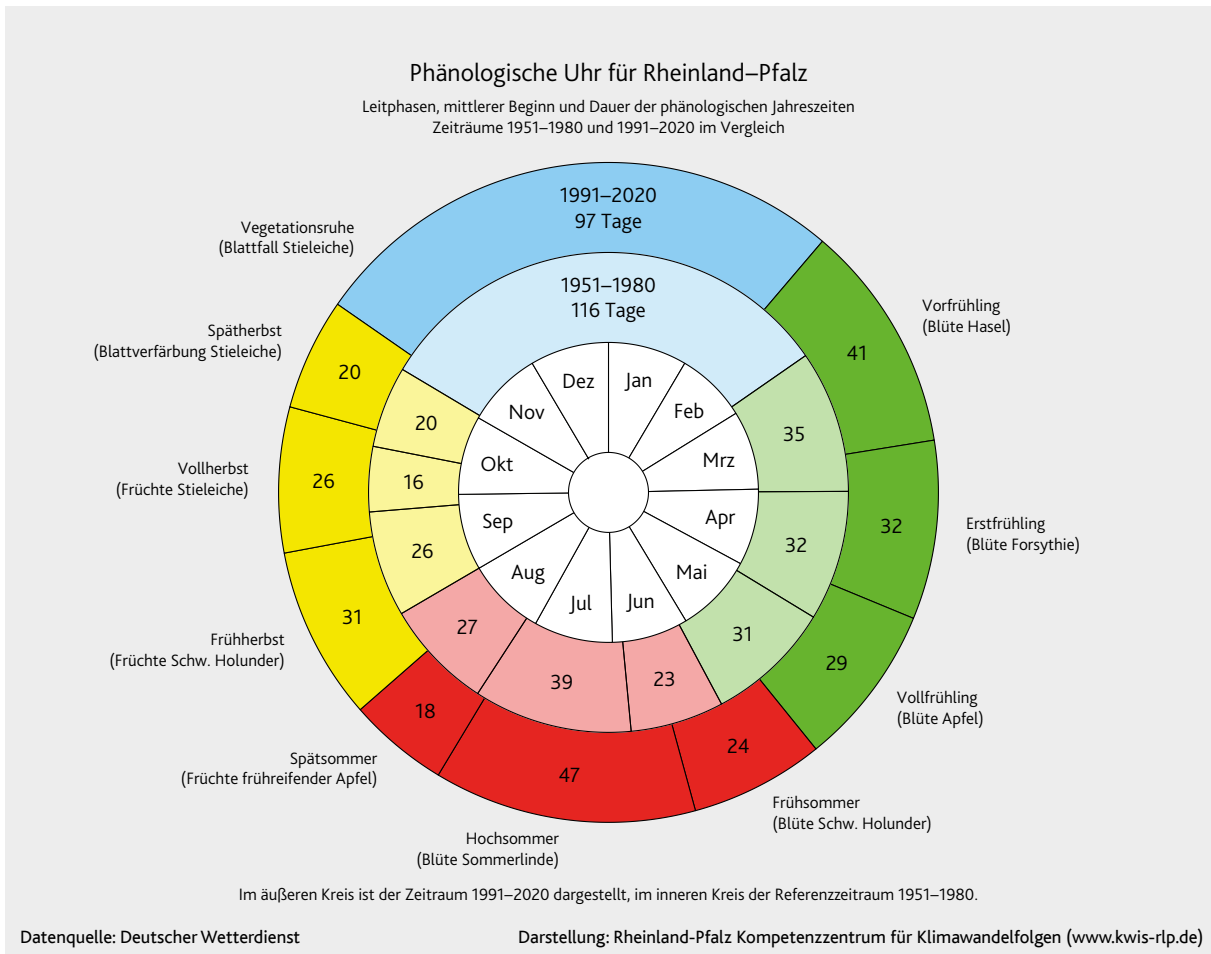 Phänologische Uhr für Rheinland–Pfalz
Leitphasen, mittlerer Beginn und Dauer der phänologischen Jahreszeiten
Zeiträume 1951–1980 und 1991–2020 im Vergleich
1991–2020
97 Tage
1951–1980
116 Tage
Vegetationsruhe
(Blattfall Stieleiche)
Vorfrühling
(Blüte Hasel)
Erstfrühling
(Blüte Forsythie)
Vollfrühling
(Blüte Apfel)
Frühsommer
(Blüte Schw. Holunder)
Hochsommer
(Blüte Sommerlinde)
Spätsommer
(Früchte frühreifender Apfel)
Frühherbst
(Früchte Schw. Holunder)
Vollherbst
(Früchte Stieleiche)
Spätherbst
(Blattverfärbung Stieleiche)
41
32
29
24
47
18
31
26
20
35
32
31
23
39
27
26
16
20
Jan
Feb
Mrz
Apr
Mai
Jun
Jul
Aug
Sep
Okt
Nov
Dez
Im äußeren Kreis ist der Zeitraum 1991–2020 dargestellt, im inneren Kreis der Referenzzeitraum 1951–1980.
Datenquelle: Deutscher Wetterdienst
Darstellung: Rheinland-Pfalz Kompetenzzentrum für Klimawandelfolgen (www.kwis-rlp.de)